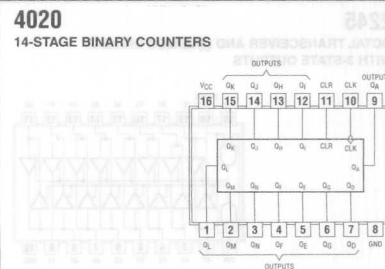 4020
14-STAGE BINARY COUNTERS
OUTPUTS
VCC QK QJ QH QI CLR CLK QA
16 15 14 13 12 11 10 9
QK QJ QH QI CLR CLK
QL QA
QM QN QF QE QG QD
1 2 3 4 5 6 7 8
QL QM QN QF QE QG QD GND
OUTPUTS